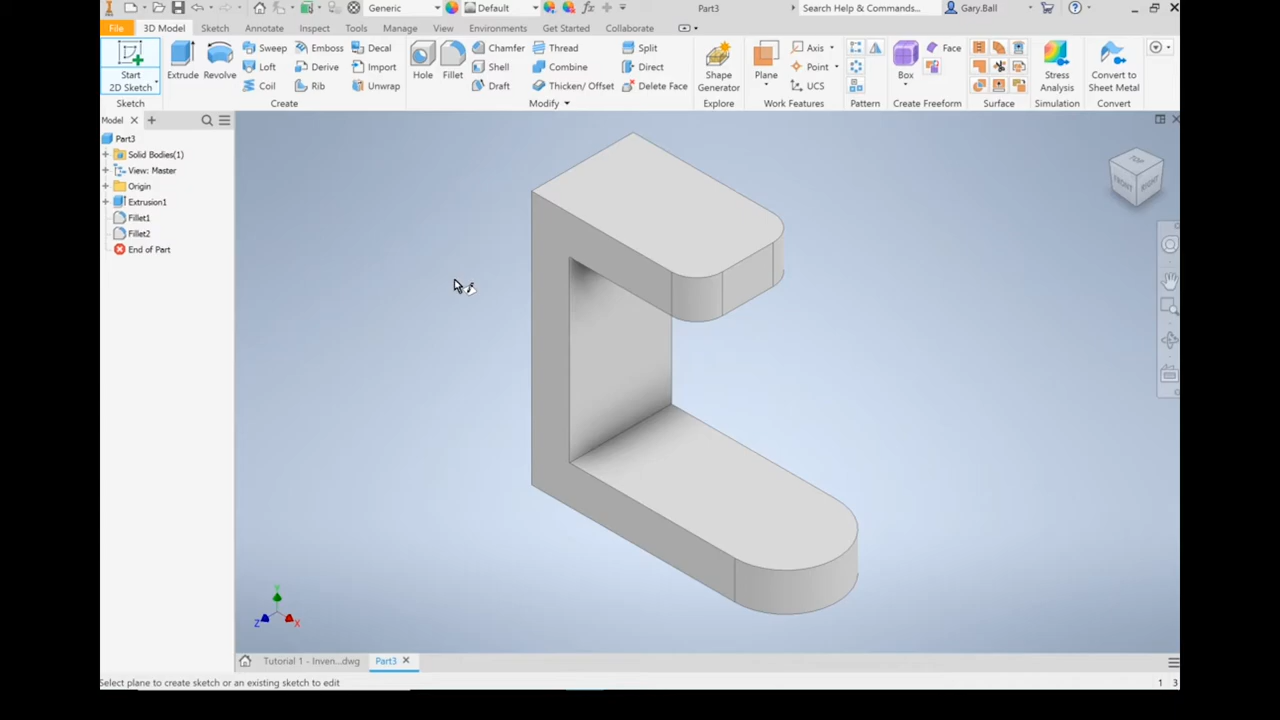 Generic
Default
Part3
Search Help & Commands...
Gary.Ball
File 3D Model Sketch Annotate Inspect Tools Manage View Environments Get Started Collaborate
Start
2D Sketch
Extrude
Revolve
Sweep
Loft
Coil
Emboss
Derive
Rib
Decal
Import
Unwrap
Hole
Fillet
Chamfer
Shell
Draft
Thread
Combine
Thicken/ Offset
Split
Direct
Delete Face
Shape
Generator
Plane
Axis
Point
UCS
Box
Face
Stress
Analysis
Convert to
Sheet Metal
Sketch
Create
Modify
Explore
Work Features
Pattern
Create Freeform
Surface
Simulation
Convert
Model
Part3
Solid Bodies(1)
View: Master
Origin
Extrusion1
Fillet1
Fillet2
End of Part
TOP
FRONT
RIGHT
Y
Z
X
Tutorial 1 - Inven...dwg
Part3
Select plane to create sketch or an existing sketch to edit
1 3